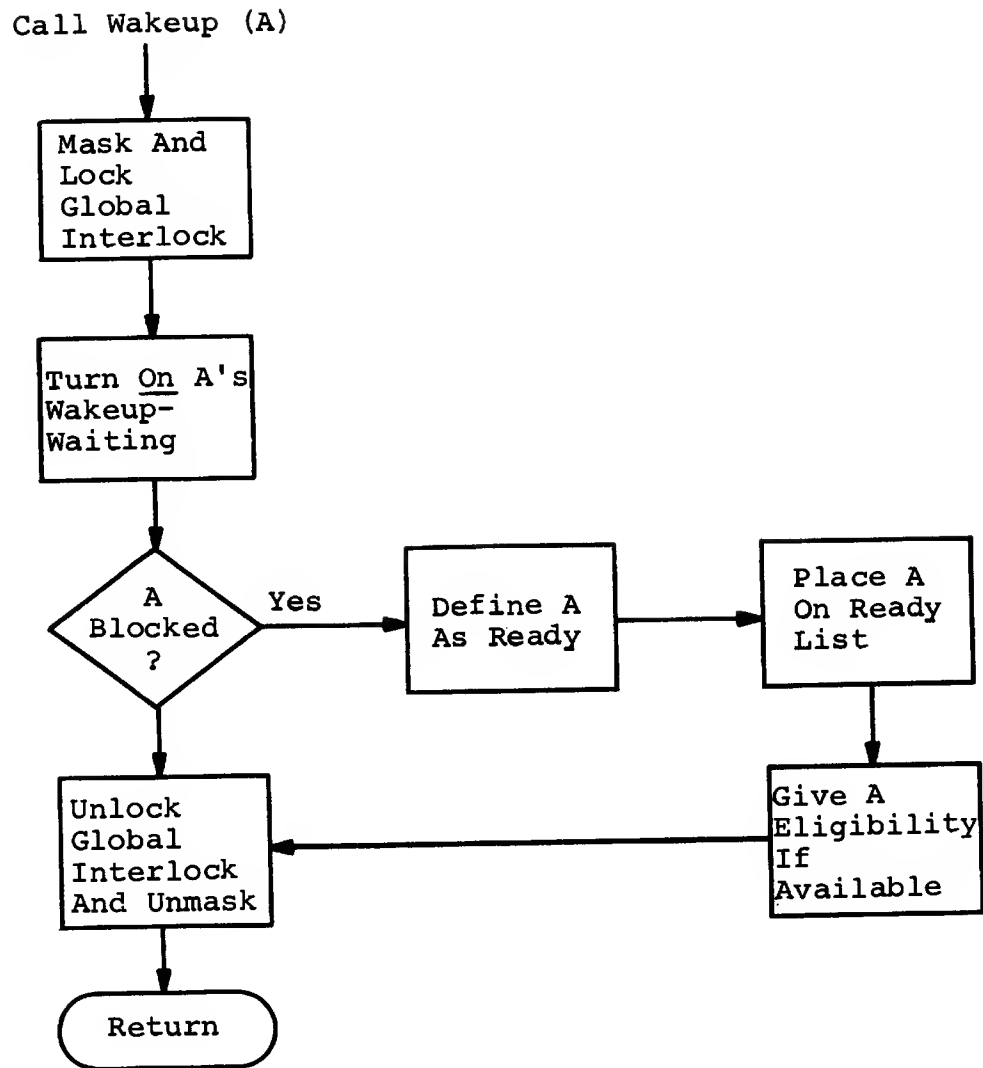 Call Wakeup (A)
Mask And
Lock
Global
Interlock
Turn On A's
Wakeup-
Waiting
A
Blocked
?
Yes
Define A
As Ready
Place A
On Ready
List
Give A
Eligibility
If
Available
Unlock
Global
Interlock
And Unmask
Return